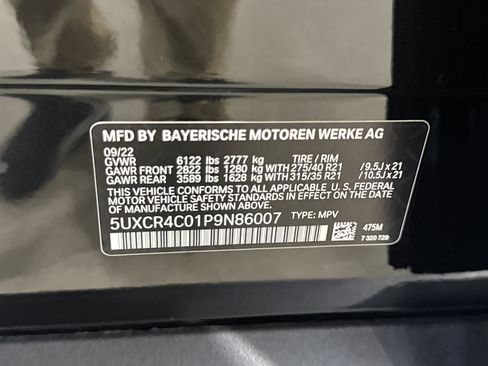 MFD BY BAYERISCHE MOTOREN WERKE AG
09/22
GVWR 6122 lbs 2777 kg TIRE / RIM
GAWR FRONT 2822 lbs 1280 kg WITH 275/40 R21 / 9.5J x 21
GAWR REAR 3589 lbs 1628 kg WITH 315/35 R21 / 10.5J x 21
THIS VEHICLE CONFORMS TO ALL APPLICABLE U. S. FEDERAL
MOTOR VEHICLE SAFETY STANDARDS IN EFFECT ON THE
DATE OF MANUFACTURE SHOWN ABOVE.
5UXCR4C01P9N86007 TYPE: MPV
475M
7 320 729